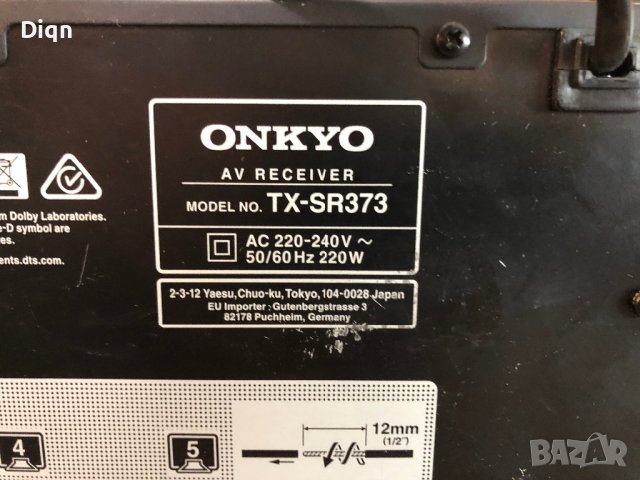 Diqn
ONKYO
AV RECEIVER
MODEL NO. TX-SR373
AC 220-240V ~
50/60Hz 220W
m Dolby Laboratories.
e-D symbol are
es.
ents.dts.com.
2-3-12 Yaesu,Chuo-ku,Tokyo,104-0028 Japan
EU Importer : Gutenbergstrasse 3
82178 Puchheim, Germany
12mm
(1/2")
4
5
BAZAR